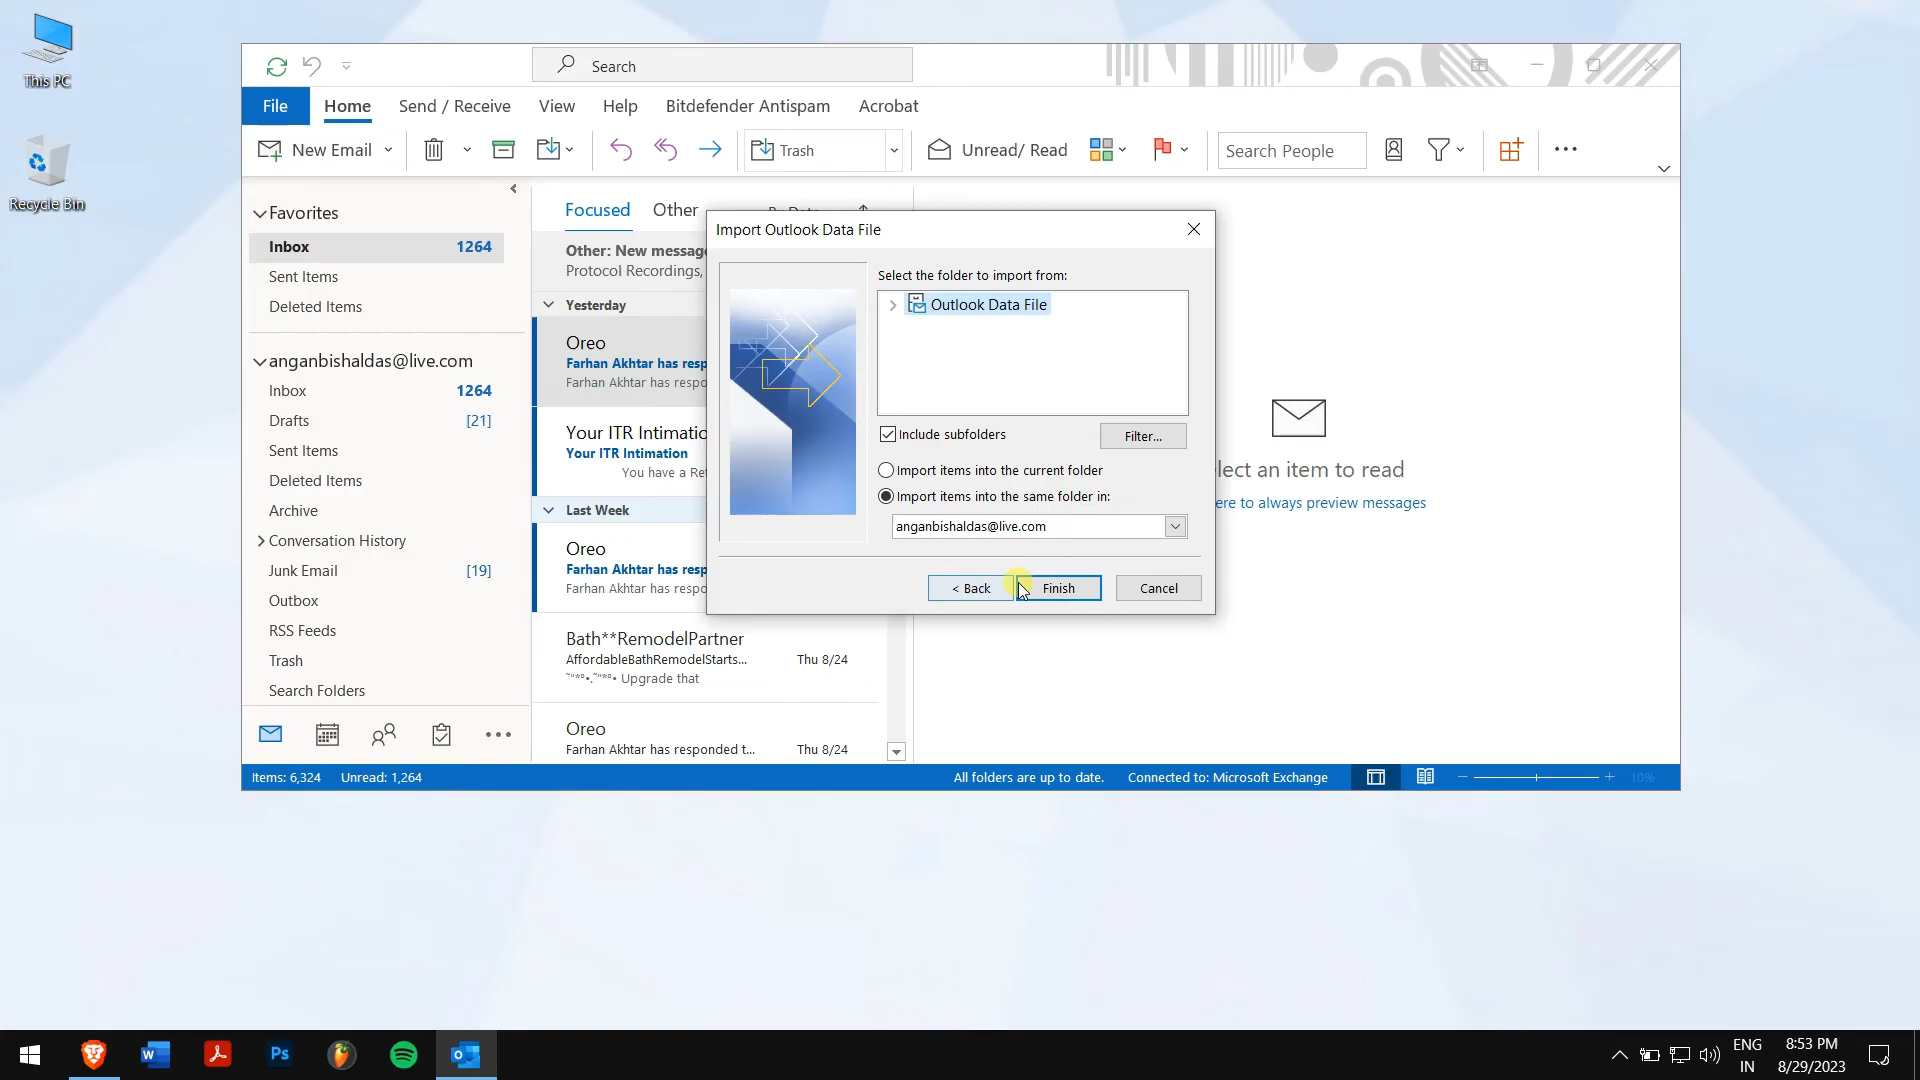 This PC
Recycle Bin
Search
File Home Send / Receive View Help Bitdefender Antispam Acrobat
New Email
Trash
Unread/ Read
Search People
Favorites
Inbox 1264
Sent Items
Deleted Items
anganbishaldas@live.com
Inbox 1264
Drafts [21]
Sent Items
Deleted Items
Archive
Conversation History
Junk Email [19]
Outbox
RSS Feeds
Trash
Search Folders
Focused Other
Other: New message
Protocol Recordings,
Yesterday
Oreo
Farhan Akhtar has resp
Farhan Akhtar has respo
Your ITR Intimatio
Your ITR Intimation
You have a Ret
Last Week
Oreo
Farhan Akhtar has resp
Farhan Akhtar has respo
Bath**RemodelPartner
AffordableBathRemodelStarts... Thu 8/24
Upgrade that
Oreo
Farhan Akhtar has responded t... Thu 8/24
Import Outlook Data File
Select the folder to import from:
Outlook Data File
Include subfolders
Filter...
Import items into the current folder
Import items into the same folder in:
anganbishaldas@live.com
< Back Finish Cancel
lect an item to read
ere to always preview messages
Items: 6,324 Unread: 1,264
All folders are up to date. Connected to: Microsoft Exchange
10%
ENG
IN
8:53 PM
8/29/2023